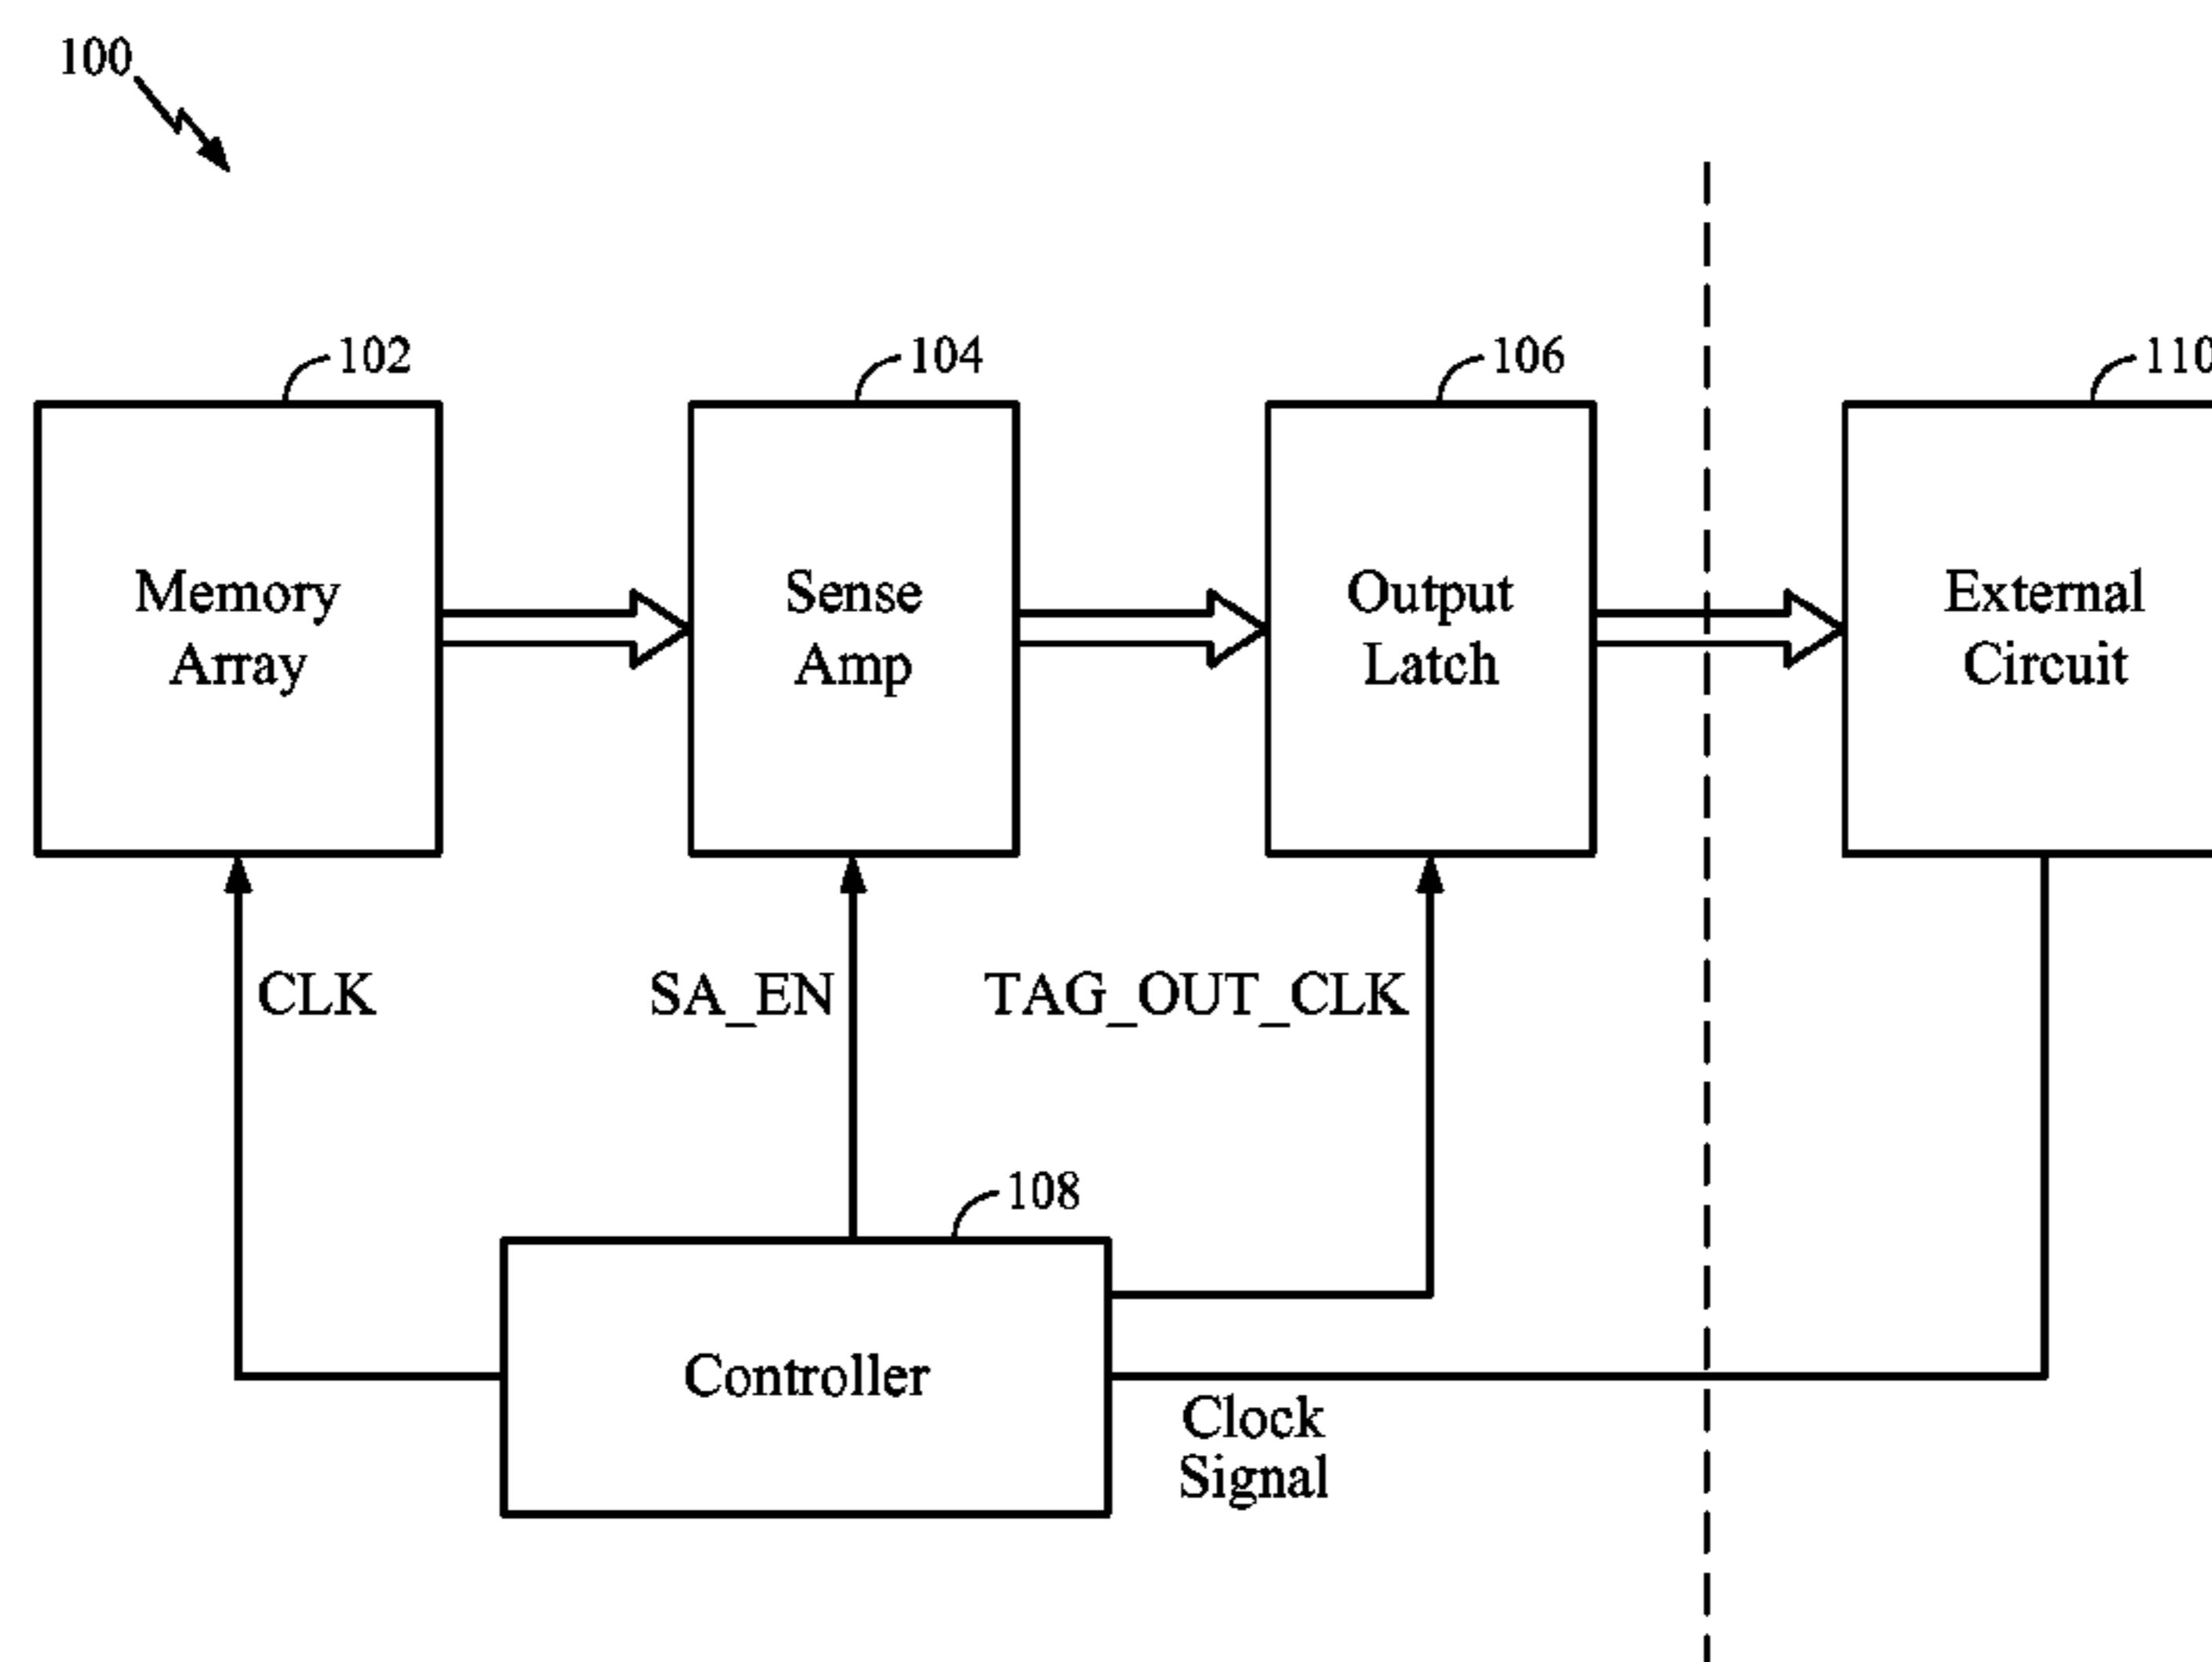 100
102
104
106
110
Memory
Array
Sense
Amp
Output
Latch
External
Circuit
CLK
SA_EN
TAG_OUT_CLK
108
Controller
Clock
Signal